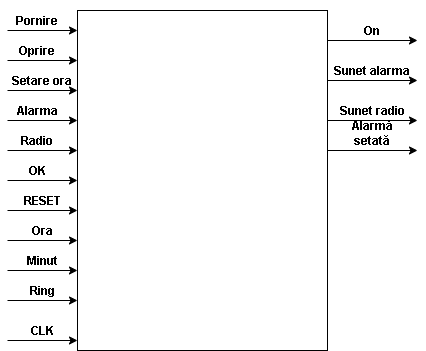 Pornire
Oprire
Setare ora
Alarma
Radio
OK
RESET
Ora
Minut
Ring
CLK
On
Sunet alarma
Sunet radio
Alarmă
setată